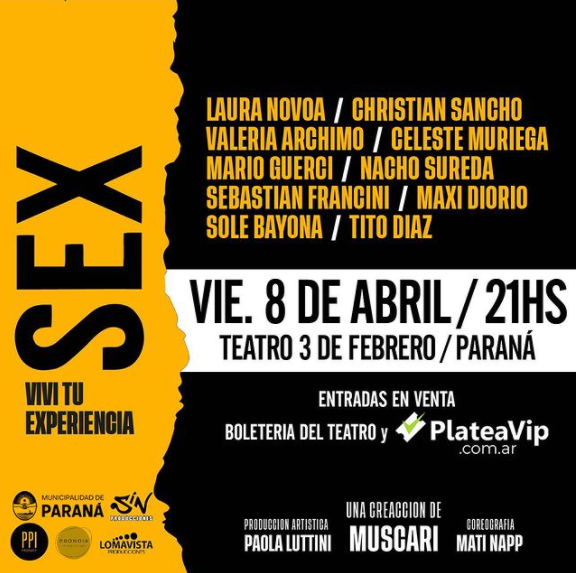 SEX
VIVI TU
EXPERIENCIA
LAURA NOVOA / CHRISTIAN SANCHO
VALERIA ARCHIMO / CELESTE MURIEGA
MARIO GUERCI / NACHO SUREDA
SEBASTIAN FRANCINI / MAXI DIORIO
SOLE BAYONA / TITO DIAZ
VIE. 8 DE ABRIL / 21HS
TEATRO 3 DE FEBRERO / PARANÁ
ENTRADAS EN VENTA
BOLETERIA DEL TEATRO y PlateaVip
.com.ar
MUNICIPALIDAD DE
PARANÁ
SIN
PRODUCCIONES
PPI
LOMAVISTA
PRODUCCIONES
PRODUCCION ARTISTICA
PAOLA LUTTINI
UNA CREACCION DE
MUSCARI
COREOGRAFIA
MATI NAPP